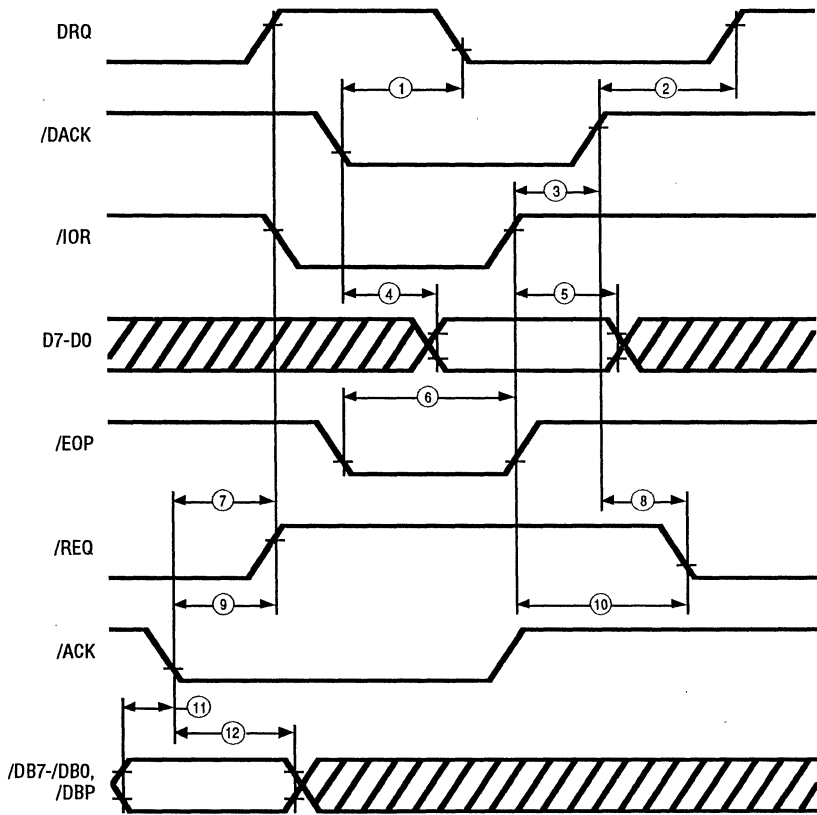 DRQ
1
2
/DACK
3
/IOR
4
5
D7-D0
6
/EOP
7
8
/REQ
9
10
/ACK
11
12
/DB7-/DB0,
/DBP